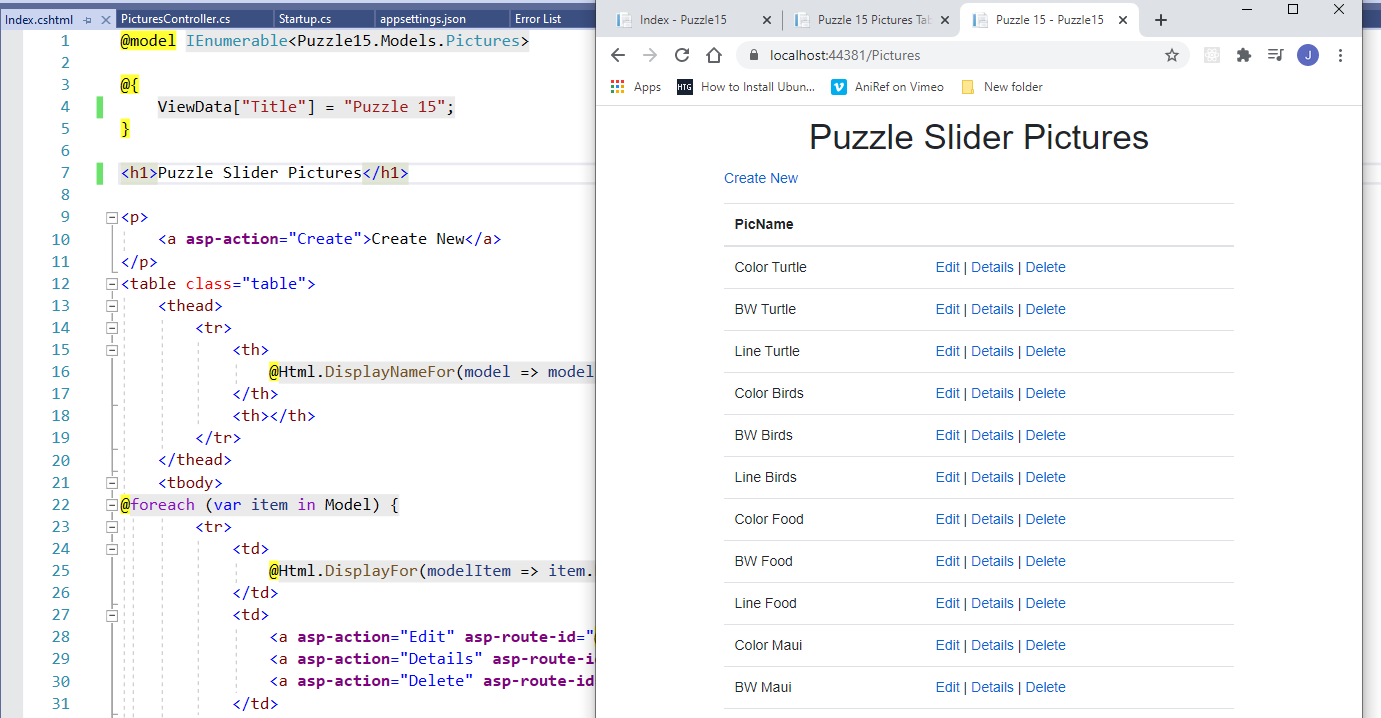 Index.cshtml PicturesController.cs Startup.cs appsettings.json Error List
1 @model IEnumerable<Puzzle15.Models.Pictures>
2
3 @{
4 ViewData["Title"] = "Puzzle 15";
5 }
6
7 <h1>Puzzle Slider Pictures</h1>
8
9 <p>
10 <a asp-action="Create">Create New</a>
11 </p>
12 <table class="table">
13 <thead>
14 <tr>
15 <th>
16 @Html.DisplayNameFor(model => model
17 </th>
18 <th></th>
19 </tr>
20 </thead>
21 <tbody>
22 @foreach (var item in Model) {
23 <tr>
24 <td>
25 @Html.DisplayFor(modelItem => item.
26 </td>
27 <td>
28 <a asp-action="Edit" asp-route-id="
29 <a asp-action="Details" asp-route-i
30 <a asp-action="Delete" asp-route-id
31 </td>
Index - Puzzle15 Puzzle 15 Pictures Tab Puzzle 15 - Puzzle15
localhost:44381/Pictures J
Apps HTG How to Install Ubun... AniRef on Vimeo New folder
Puzzle Slider Pictures
Create New
PicName
Color Turtle Edit | Details | Delete
BW Turtle Edit | Details | Delete
Line Turtle Edit | Details | Delete
Color Birds Edit | Details | Delete
BW Birds Edit | Details | Delete
Line Birds Edit | Details | Delete
Color Food Edit | Details | Delete
BW Food Edit | Details | Delete
Line Food Edit | Details | Delete
Color Maui Edit | Details | Delete
BW Maui Edit | Details | Delete